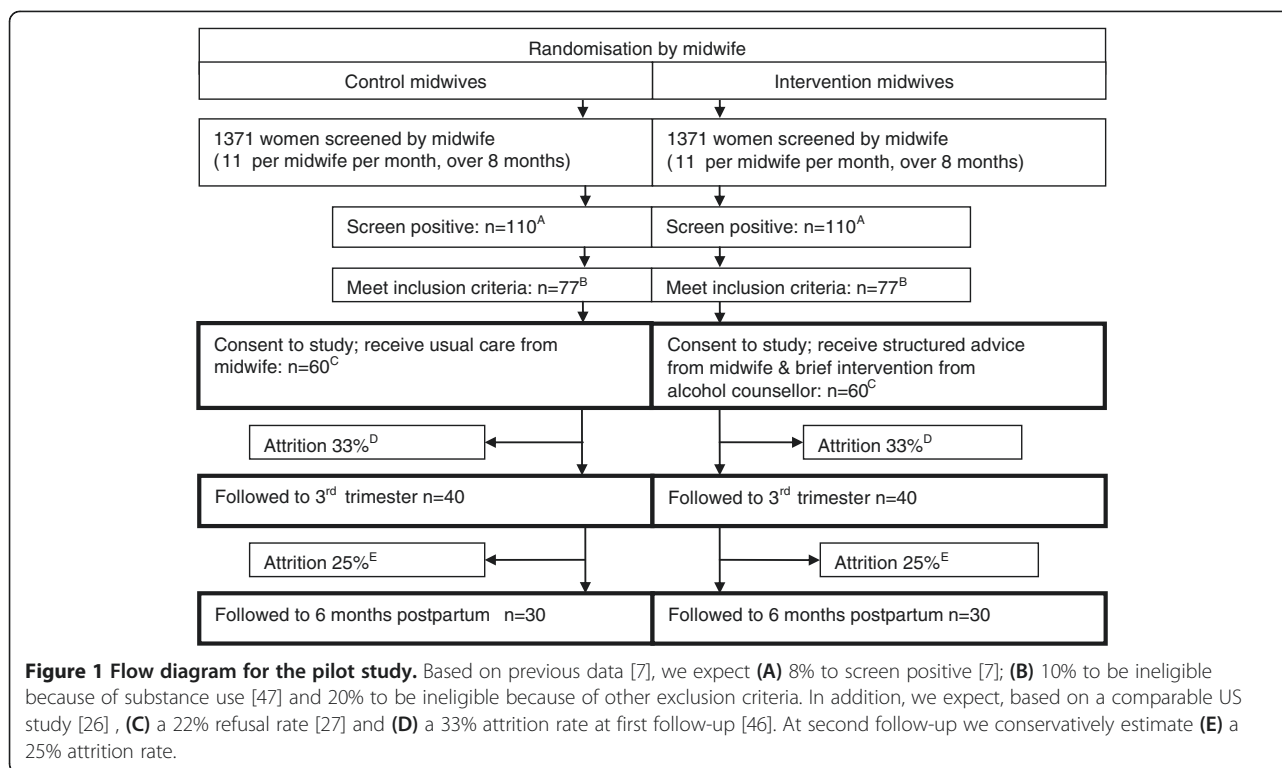 Randomisation by midwife
Control midwives
Intervention midwives
1371 women screened by midwife
(11 per midwife per month, over 8 months)
1371 women screened by midwife
(11 per midwife per month, over 8 months)
Screen positive: n=110A
Screen positive: n=110A
Meet inclusion criteria: n=77B
Meet inclusion criteria: n=77B
Consent to study; receive usual care from
midwife: n=60C
Consent to study; receive structured advice
from midwife & brief intervention from
alcohol counsellor: n=60C
Attrition 33%D
Attrition 33%D
Followed to 3rd trimester n=40
Followed to 3rd trimester n=40
Attrition 25%E
Attrition 25%E
Followed to 6 months postpartum n=30
Followed to 6 months postpartum n=30
Figure 1 Flow diagram for the pilot study. Based on previous data [7], we expect (A) 8% to screen positive [7]; (B) 10% to be ineligible
because of substance use [47] and 20% to be ineligible because of other exclusion criteria. In addition, we expect, based on a comparable US
study [26] , (C) a 22% refusal rate [27] and (D) a 33% attrition rate at first follow-up [46]. At second follow-up we conservatively estimate (E) a
25% attrition rate.